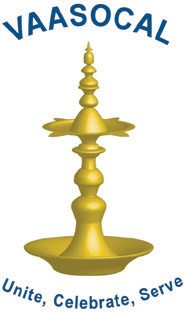 VAASOCAL
Unite, Celebrate, Serve